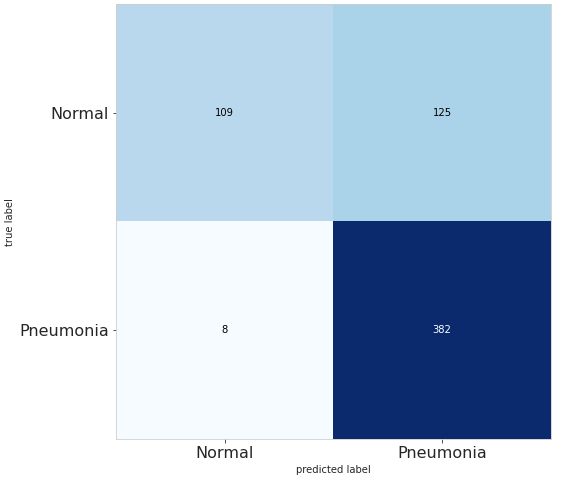 Normal
109
125
true label
Pneumonia
8
382
Normal
Pneumonia
predicted label